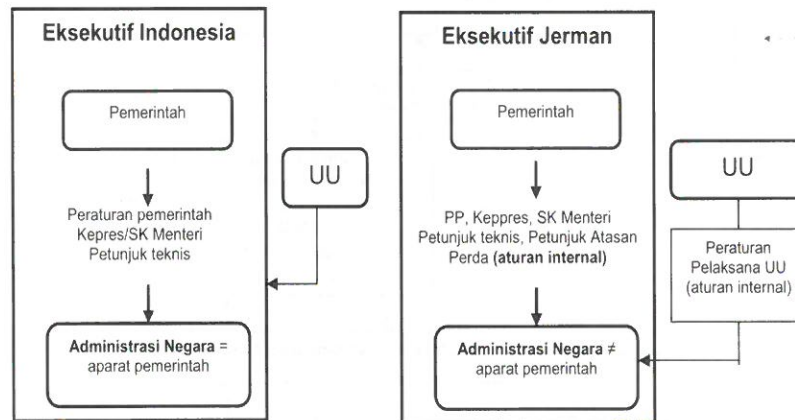 Eksekutif Indonesia
Pemerintah
Peraturan pemerintah
Kepres/SK Menteri
Petunjuk teknis
Administrasi Negara =
aparat pemerintah
UU
Eksekutif Jerman
Pemerintah
PP, Keppres, SK Menteri
Petunjuk teknis, Petunjuk Atasan
Perda (aturan internal)
Administrasi Negara ≠
aparat pemerintah
UU
Peraturan
Pelaksana UU
(aturan internal)